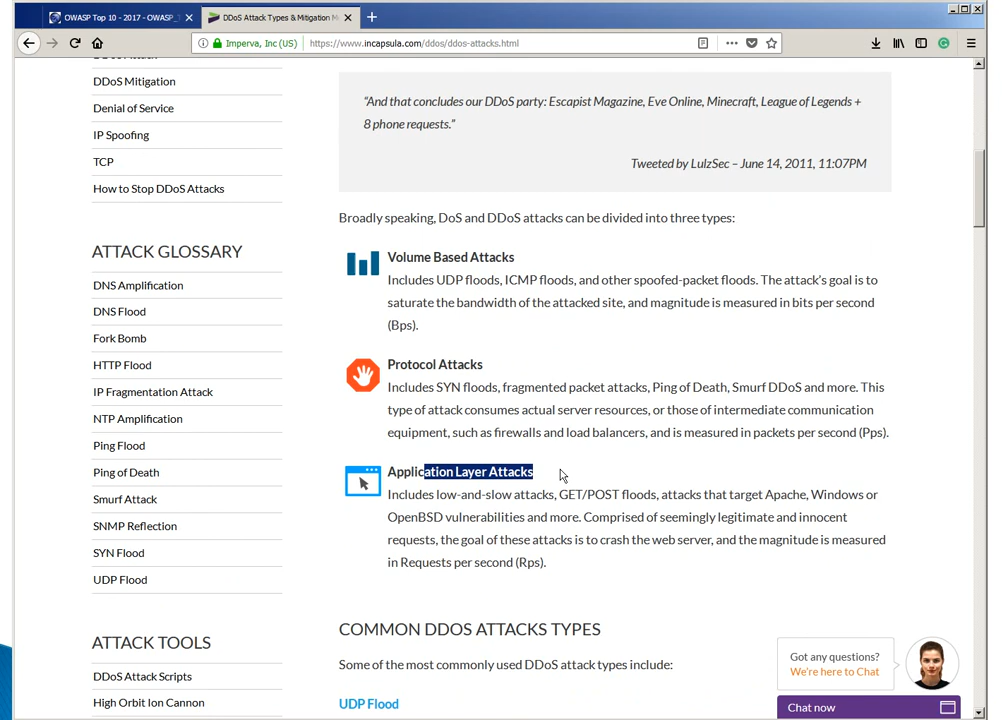 OWASP Top 10 - 2017 - OWASP_T
DDoS Attack Types & Mitigation M
Imperva, Inc (US)
https://www.incapsula.com/ddos/ddos-attacks.html
DDoS Mitigation
Denial of Service
IP Spoofing
TCP
How to Stop DDoS Attacks
ATTACK GLOSSARY
DNS Amplification
DNS Flood
Fork Bomb
HTTP Flood
IP Fragmentation Attack
NTP Amplification
Ping Flood
Ping of Death
Smurf Attack
SNMP Reflection
SYN Flood
UDP Flood
ATTACK TOOLS
DDoS Attack Scripts
High Orbit Ion Cannon
“And that concludes our DDoS party: Escapist Magazine, Eve Online, Minecraft, League of Legends +
8 phone requests.”
Tweeted by LulzSec – June 14, 2011, 11:07PM
Broadly speaking, DoS and DDoS attacks can be divided into three types:
Volume Based Attacks
Includes UDP floods, ICMP floods, and other spoofed-packet floods. The attack’s goal is to
saturate the bandwidth of the attacked site, and magnitude is measured in bits per second
(Bps).
Protocol Attacks
Includes SYN floods, fragmented packet attacks, Ping of Death, Smurf DDoS and more. This
type of attack consumes actual server resources, or those of intermediate communication
equipment, such as firewalls and load balancers, and is measured in packets per second (Pps).
Application Layer Attacks
Includes low-and-slow attacks, GET/POST floods, attacks that target Apache, Windows or
OpenBSD vulnerabilities and more. Comprised of seemingly legitimate and innocent
requests, the goal of these attacks is to crash the web server, and the magnitude is measured
in Requests per second (Rps).
COMMON DDOS ATTACKS TYPES
Some of the most commonly used DDoS attack types include:
UDP Flood
Got any questions?
We're here to Chat
Chat now